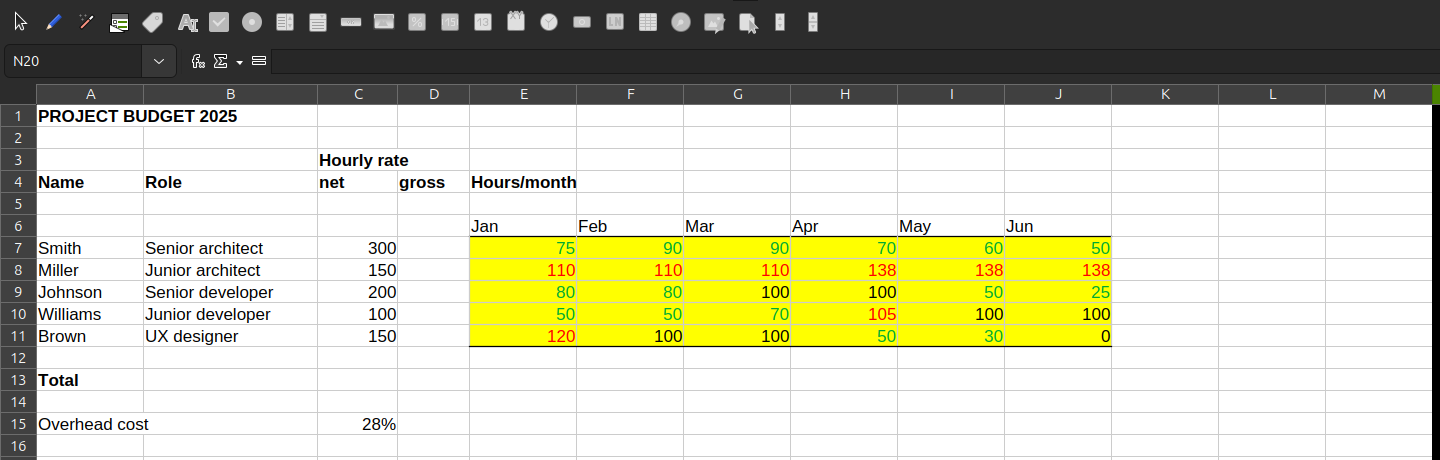 N20
A B C D E F G H I J K L M
1 PROJECT BUDGET 2025
2
3 Hourly rate
4 Name Role net gross Hours/month
5
6 Jan Feb Mar Apr May Jun
7 Smith Senior architect 300 75 90 90 70 60 50
8 Miller Junior architect 150 110 110 110 138 138 138
9 Johnson Senior developer 200 80 80 100 100 50 25
10 Williams Junior developer 100 50 50 70 105 100 100
11 Brown UX designer 150 120 100 100 50 30 0
12
13 Total
14
15 Overhead cost 28%
16